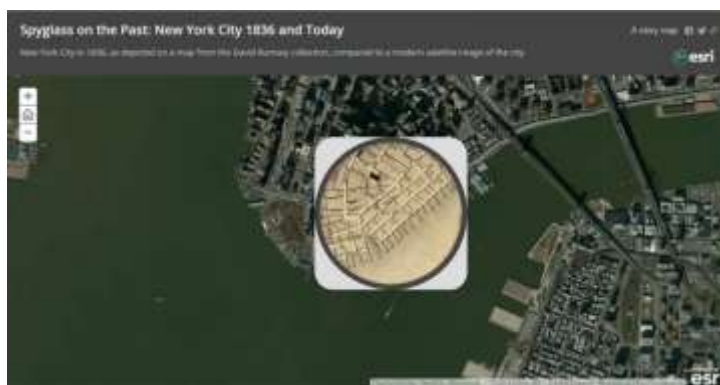 Spyglass on the Past: New York City 1836 and Today
A story map
New York City in 1836, as depicted on a map from the David Rumsey collection, compared to a modern satellite image of the city.
esri
esri